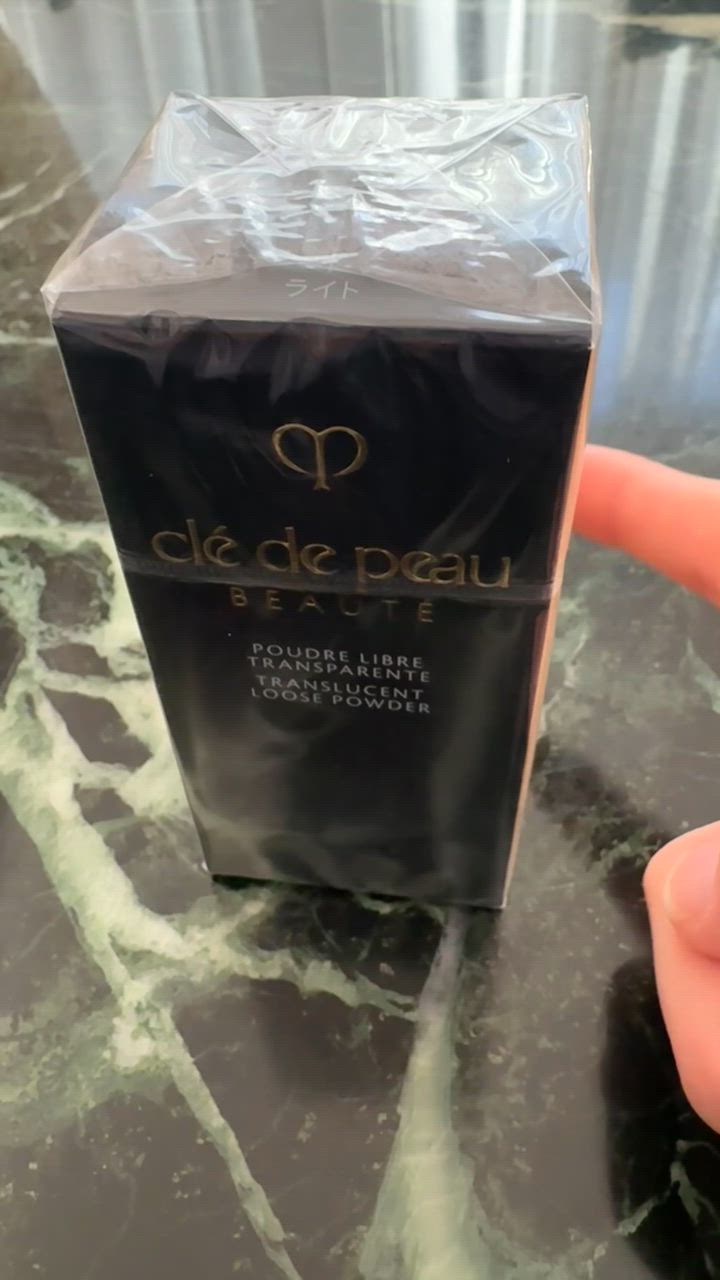 ライト
clé de peau
BEAUTÉ
POUDRE LIBRE
TRANSPARENTE
TRANSLUCENT
LOOSE POWDER